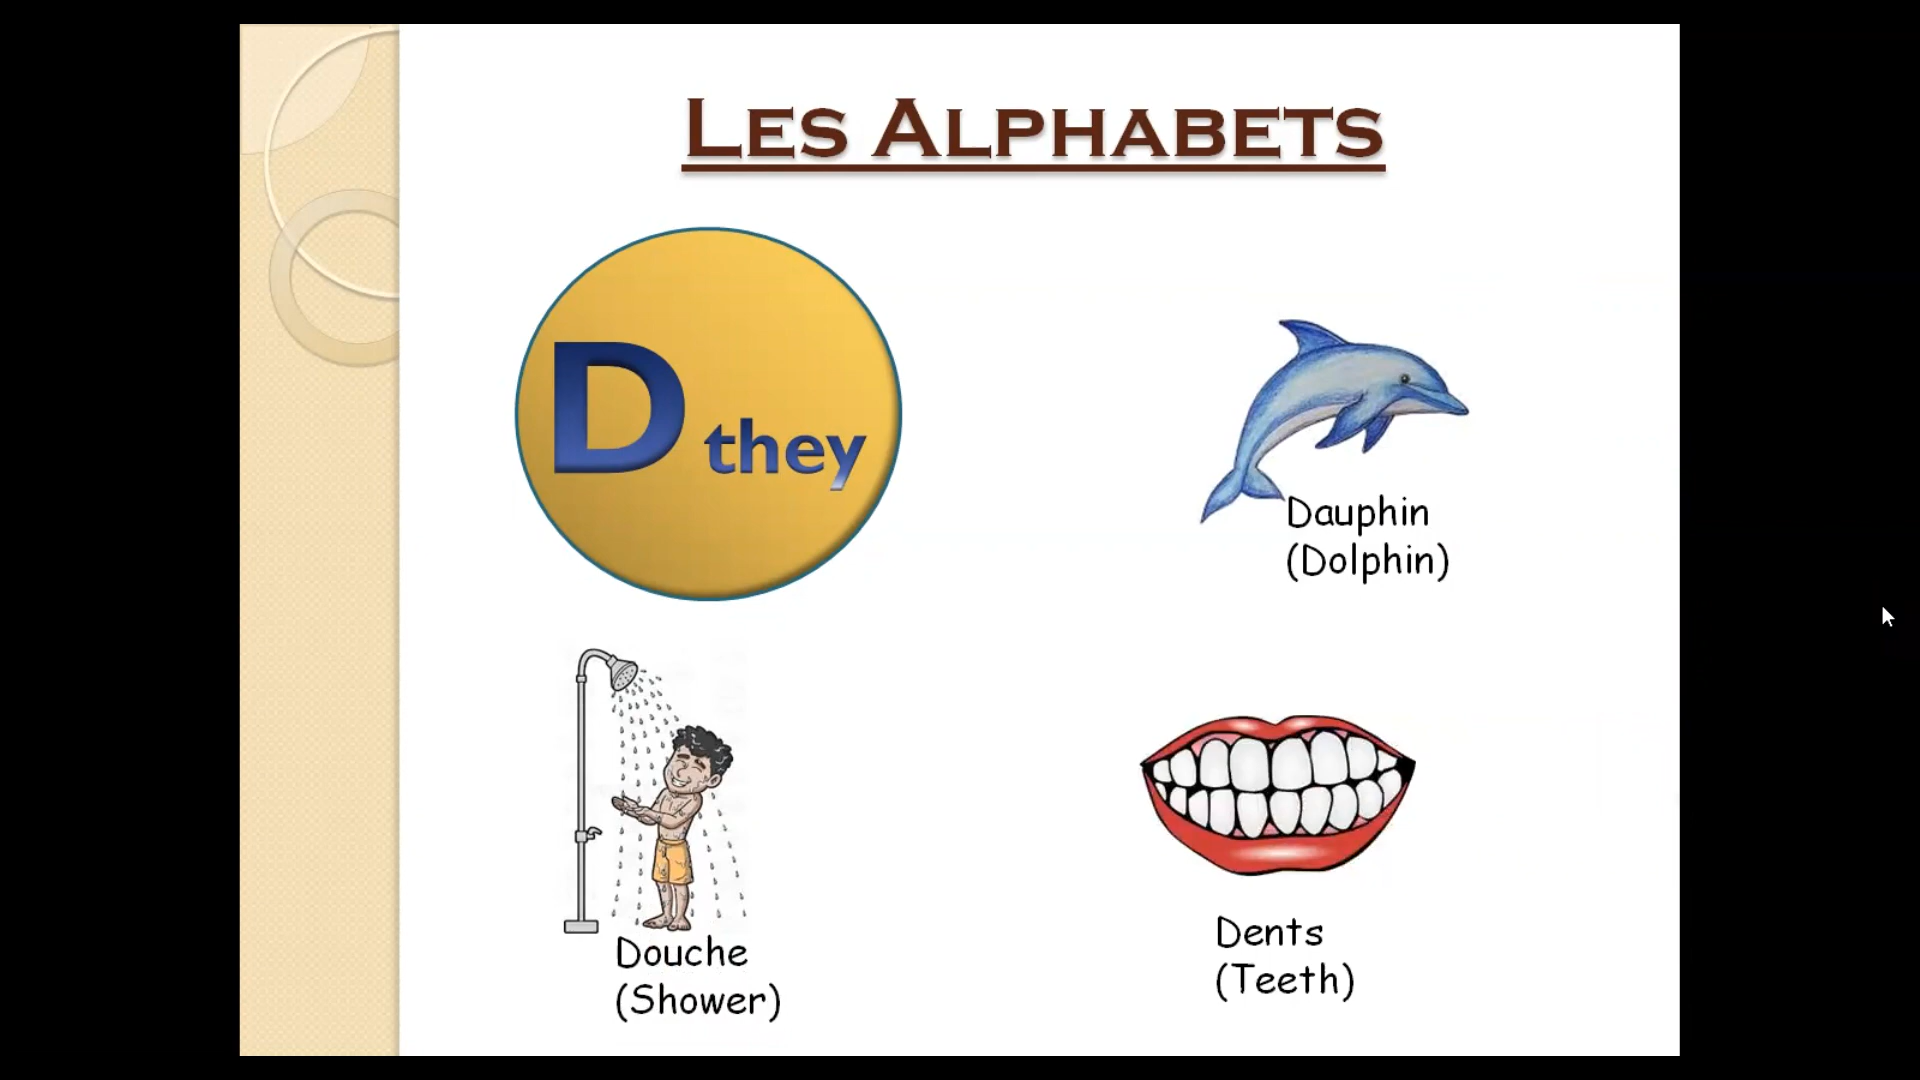 LES ALPHABETS
D they
Dauphin
(Dolphin)
Douche
(Shower)
Dents
(Teeth)